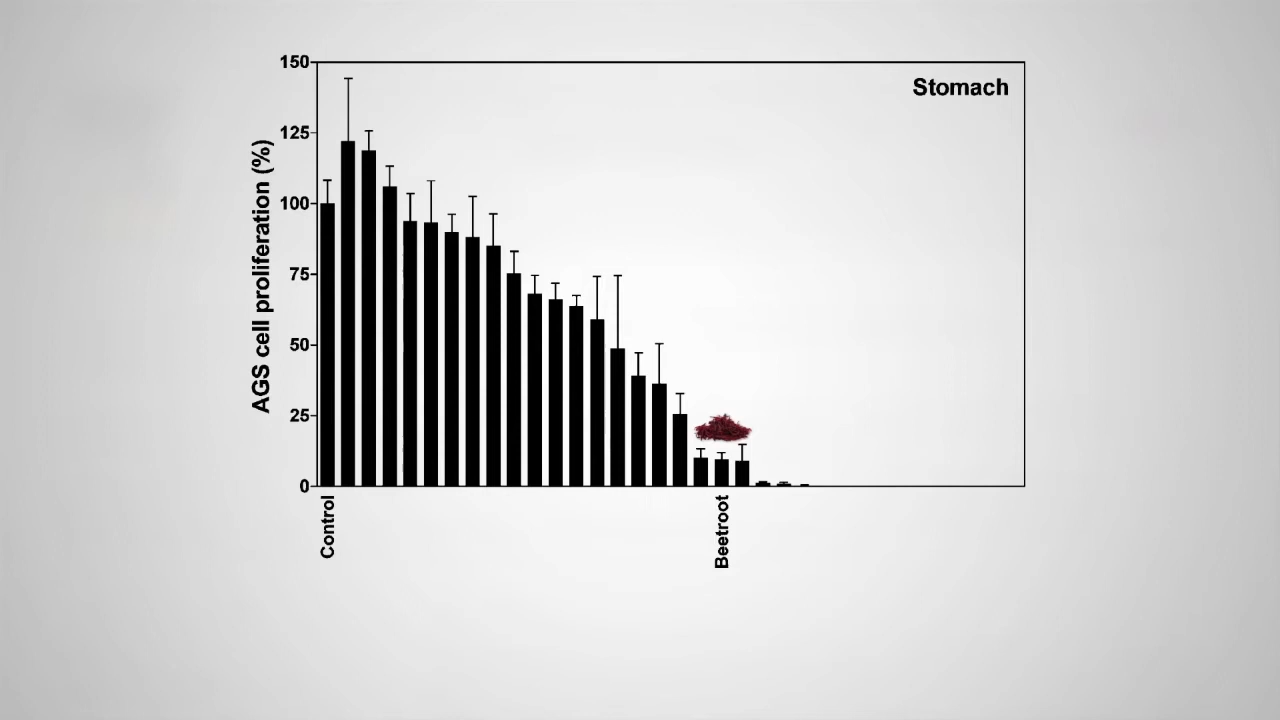 Stomach
AGS cell proliferation (%)
150
125
100
75
50
25
0
Control
Beetroot